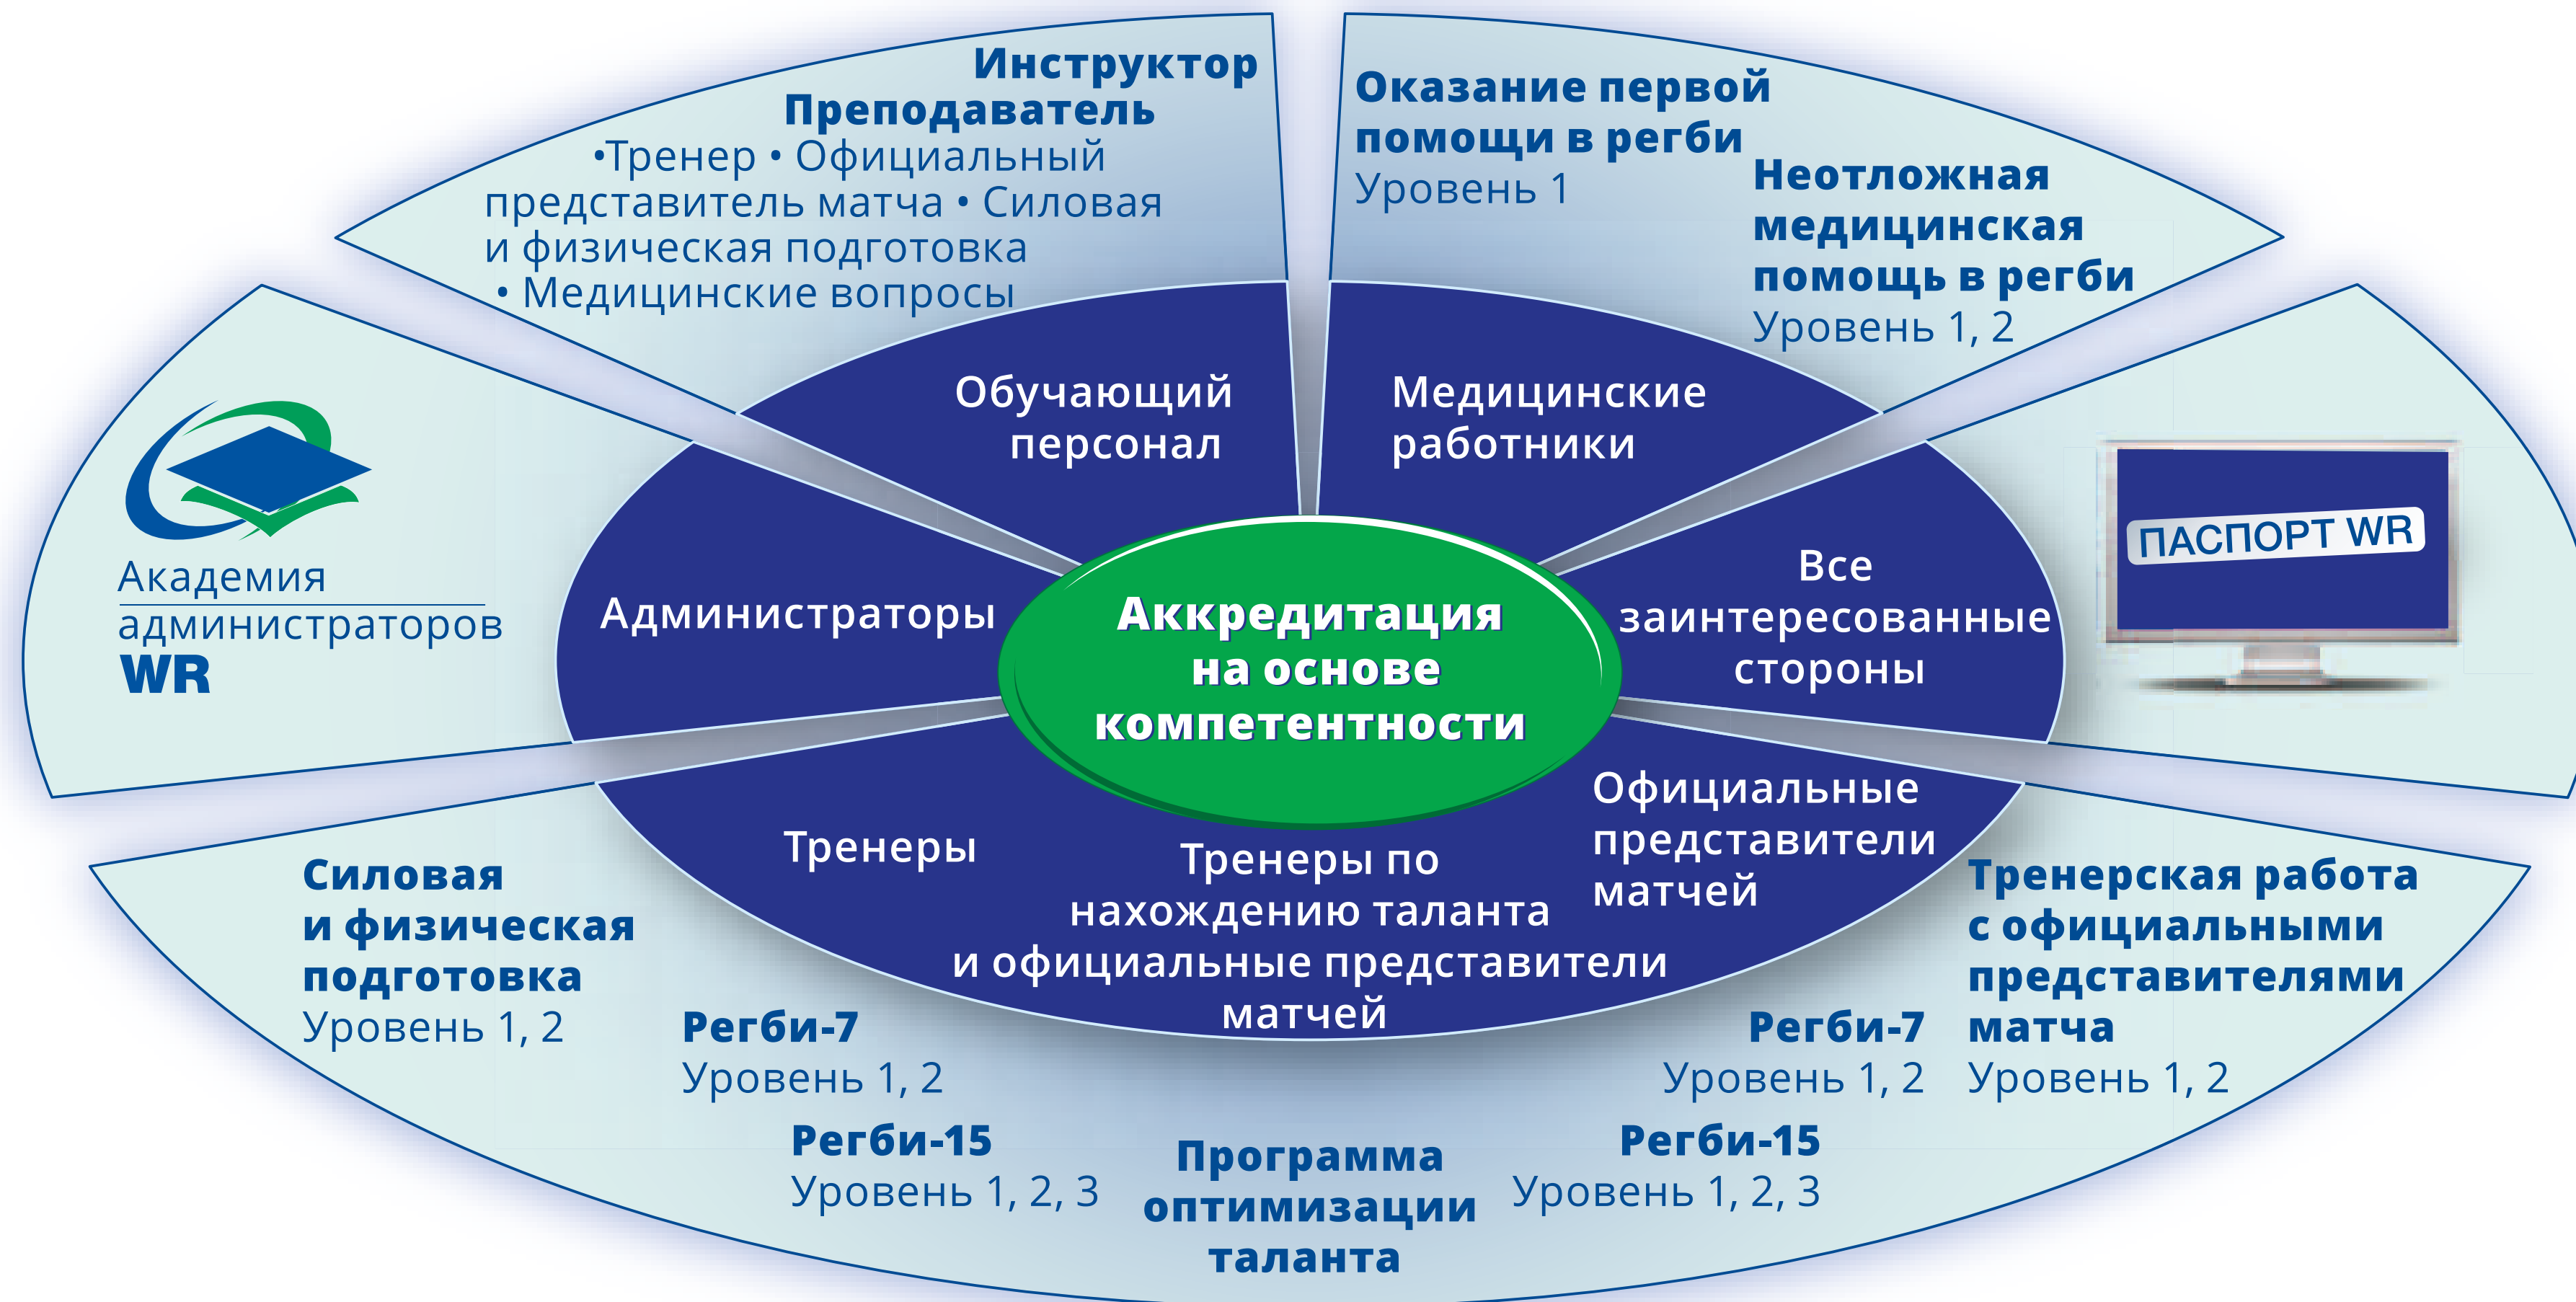 Инструктор
Преподаватель
•Тренер • Официальный
представитель матча • Силовая
и физическая подготовка
• Медицинские вопросы
Оказание первой
помощи в регби
Уровень 1
Неотложная
медицинская
помощь в регби
Уровень 1, 2
Обучающий
персонал
Медицинские
работники
Академия
администраторов
WR
Администраторы
Аккредитация
на основе
компетентности
Все
заинтересованные
стороны
ПАСПОРТ WR
Тренеры
Тренеры по
нахождению таланта
и официальные представители
матчей
Официальные
представители
матчей
Силовая
и физическая
подготовка
Уровень 1, 2
Регби-7
Уровень 1, 2
Регби-15
Уровень 1, 2, 3
Программа
оптимизации
таланта
Регби-15
Уровень 1, 2, 3
Регби-7
Уровень 1, 2
Тренерская работа
с официальными
представителями
матча
Уровень 1, 2